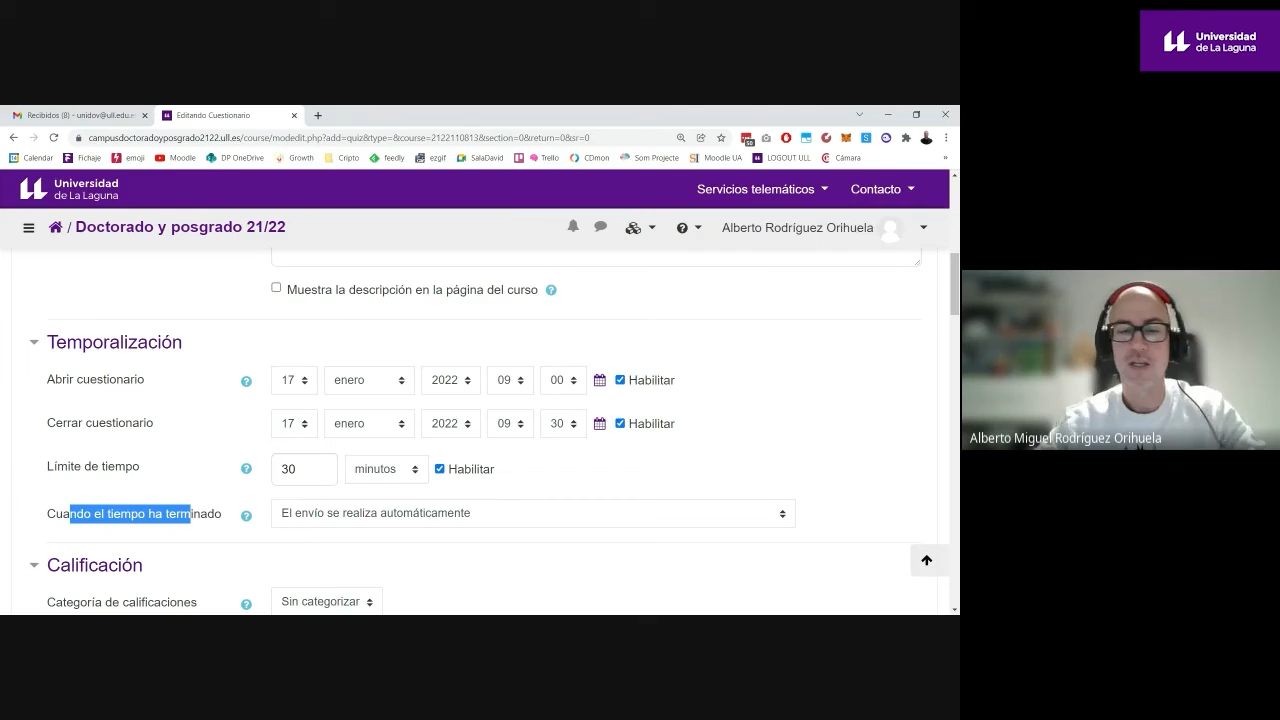 Universidad
de La Laguna
Recibidos (8) - unidov@ull.edu.e
Editando Cuestionario
campusdoctoradoyposgrado2122.ull.es/course/modedit.php?add=quiz&type=&course=2122110813&section=0&return=0&sr=0
Calendar Fichaje emoji Moodle DP OneDrive Growth Cripto feedly ezgif SalaDavid Trello CDmon Som Projecte Moodle UA LOGOUT ULL Cámara »
Universidad
de La Laguna
Servicios telemáticos Contacto
/ Doctorado y posgrado 21/22
Alberto Rodríguez Orihuela
Muestra la descripción en la página del curso
Temporalización
Abrir cuestionario 17 enero 2022 09 00 Habilitar
Cerrar cuestionario 17 enero 2022 09 30 Habilitar
Límite de tiempo 30 minutos Habilitar
Cuando el tiempo ha terminado El envío se realiza automáticamente
Calificación
Categoría de calificaciones Sin categorizar
Alberto Miguel Rodríguez Orihuela